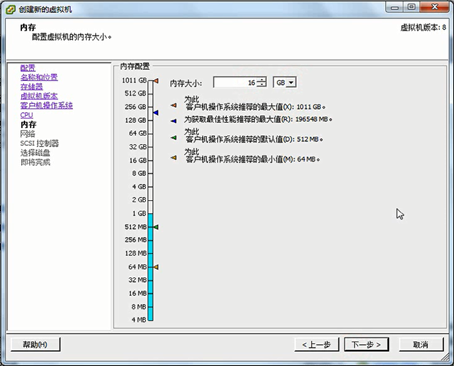 创建新的虚拟机
内存
配置虚拟机的内存大小。
虚拟机版本: 8
配置
名称和位置
存储器
虚拟机版本
客户机操作系统
CPU
内存
网络
SCSI 控制器
选择磁盘
即将完成
内存配置
1011 GB
512 GB
256 GB
128 GB
64 GB
32 GB
16 GB
8 GB
4 GB
2 GB
1 GB
512 MB
256 MB
128 MB
64 MB
32 MB
16 MB
8 MB
4 MB
内存大小:
16
GB
为此
客户机操作系统推荐的最大值(X): 1011 GB。
为获取最佳性能推荐的最大值(R): 196548 MB。
为此
客户机操作系统推荐的默认值(D): 512 MB。
为此
客户机操作系统推荐的最小值(M): 64 MB。
帮助(H)
< 上一步
下一步 >
取消